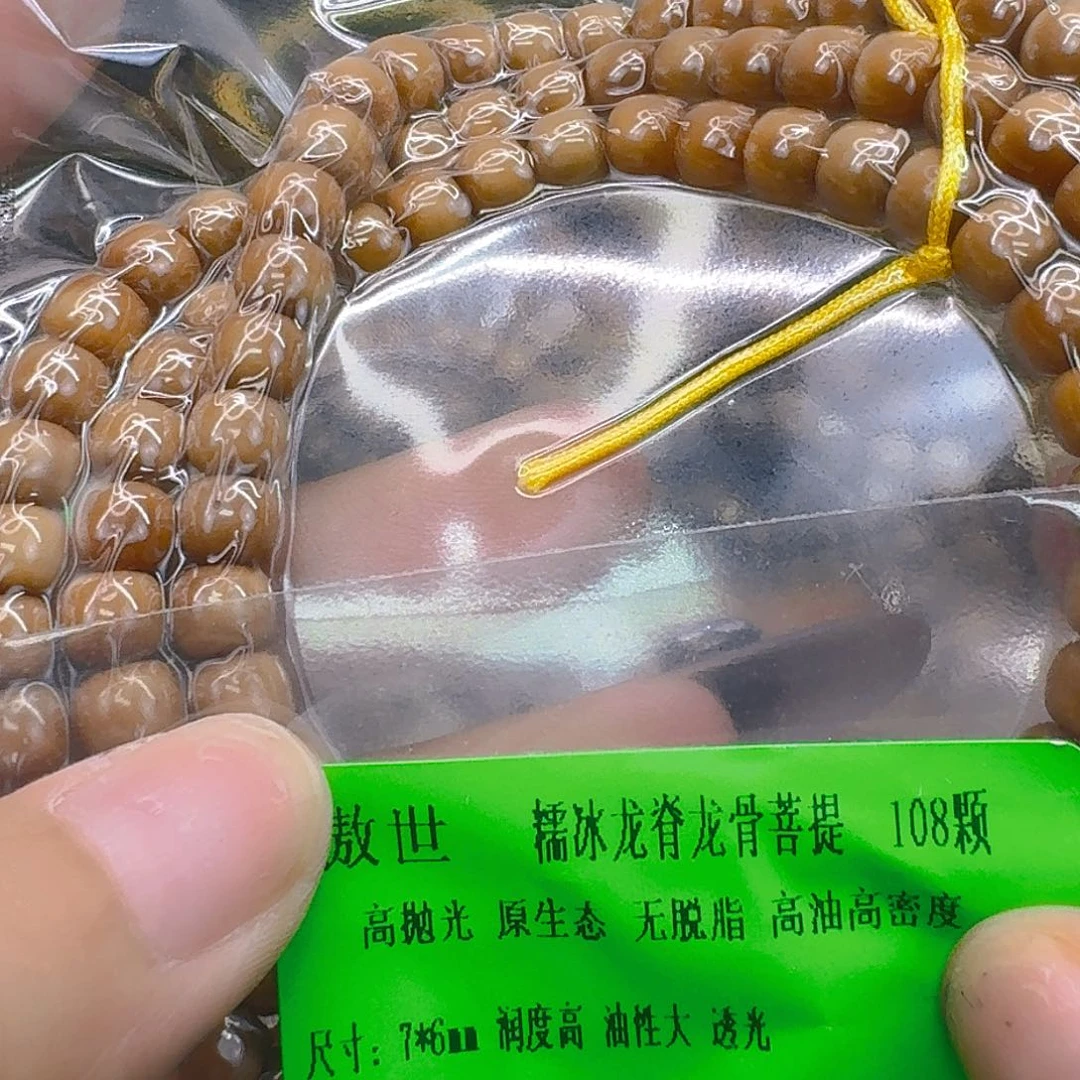 傲世 糯冰龙脊龙骨菩提 108颗
高抛光 原生态 无脱脂 高油高密度
尺寸：7*6mm 润度高 油性大 透光